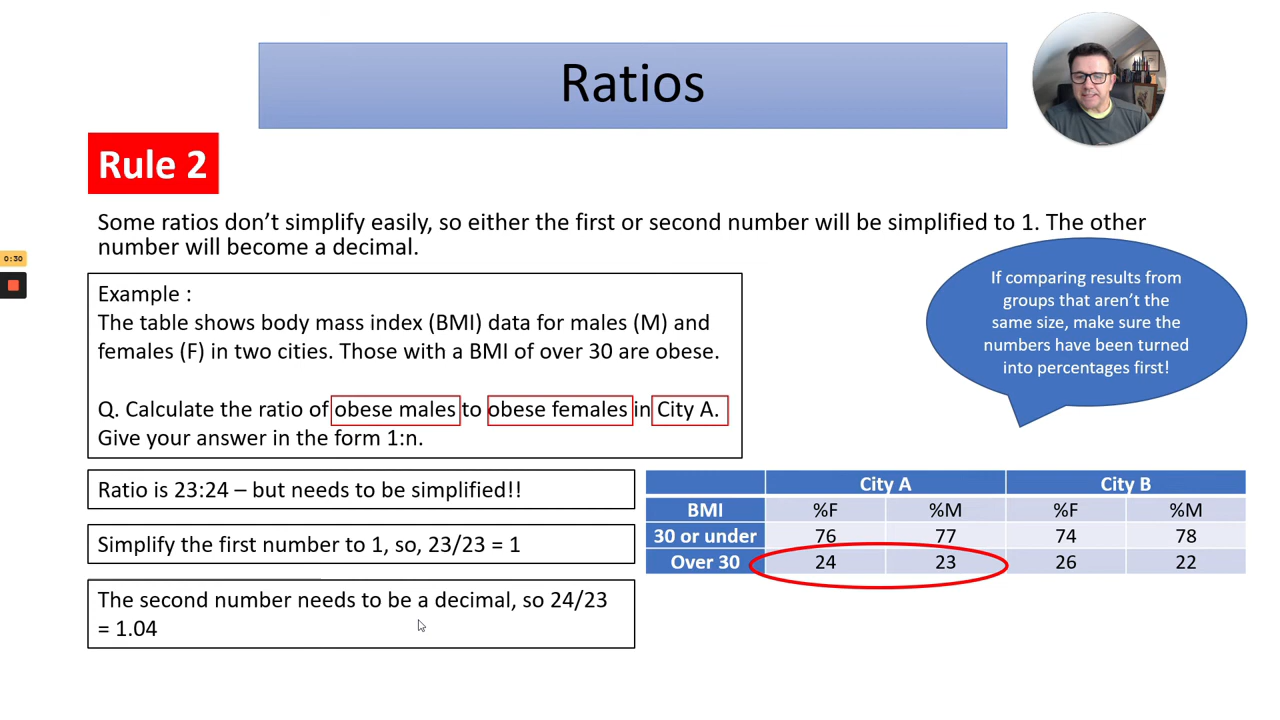 Ratios
Rule 2
Some ratios don't simplify easily, so either the first or second number will be simplified to 1. The other
number will become a decimal.
0:30
Example :
The table shows body mass index (BMI) data for males (M) and
females (F) in two cities. Those with a BMI of over 30 are obese.
Q. Calculate the ratio of obese males to obese females in City A.
Give your answer in the form 1:n.
If comparing results from
groups that aren't the
same size, make sure the
numbers have been turned
into percentages first!
Ratio is 23:24 – but needs to be simplified!!
Simplify the first number to 1, so, 23/23 = 1
The second number needs to be a decimal, so 24/23
= 1.04
City A City B
BMI %F %M %F %M
30 or under 76 77 74 78
Over 30 24 23 26 22